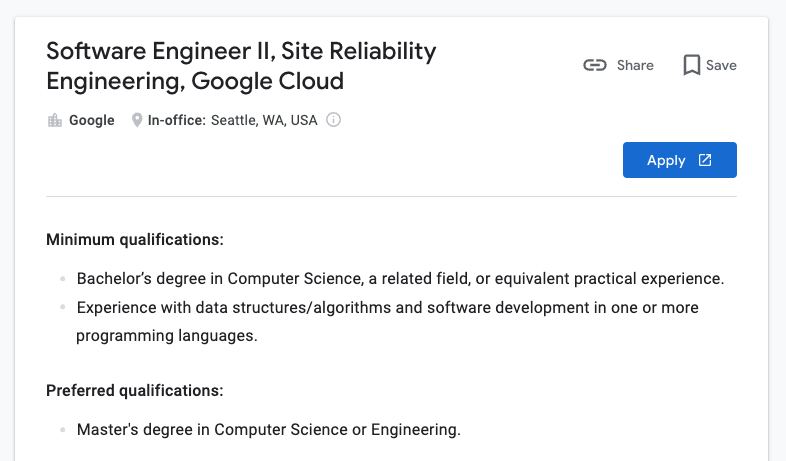 Software Engineer II, Site Reliability
Engineering, Google Cloud
Share
Save
Google
In-office: Seattle, WA, USA
Apply
Minimum qualifications:
Bachelor’s degree in Computer Science, a related field, or equivalent practical experience.
Experience with data structures/algorithms and software development in one or more
programming languages.
Preferred qualifications:
Master's degree in Computer Science or Engineering.